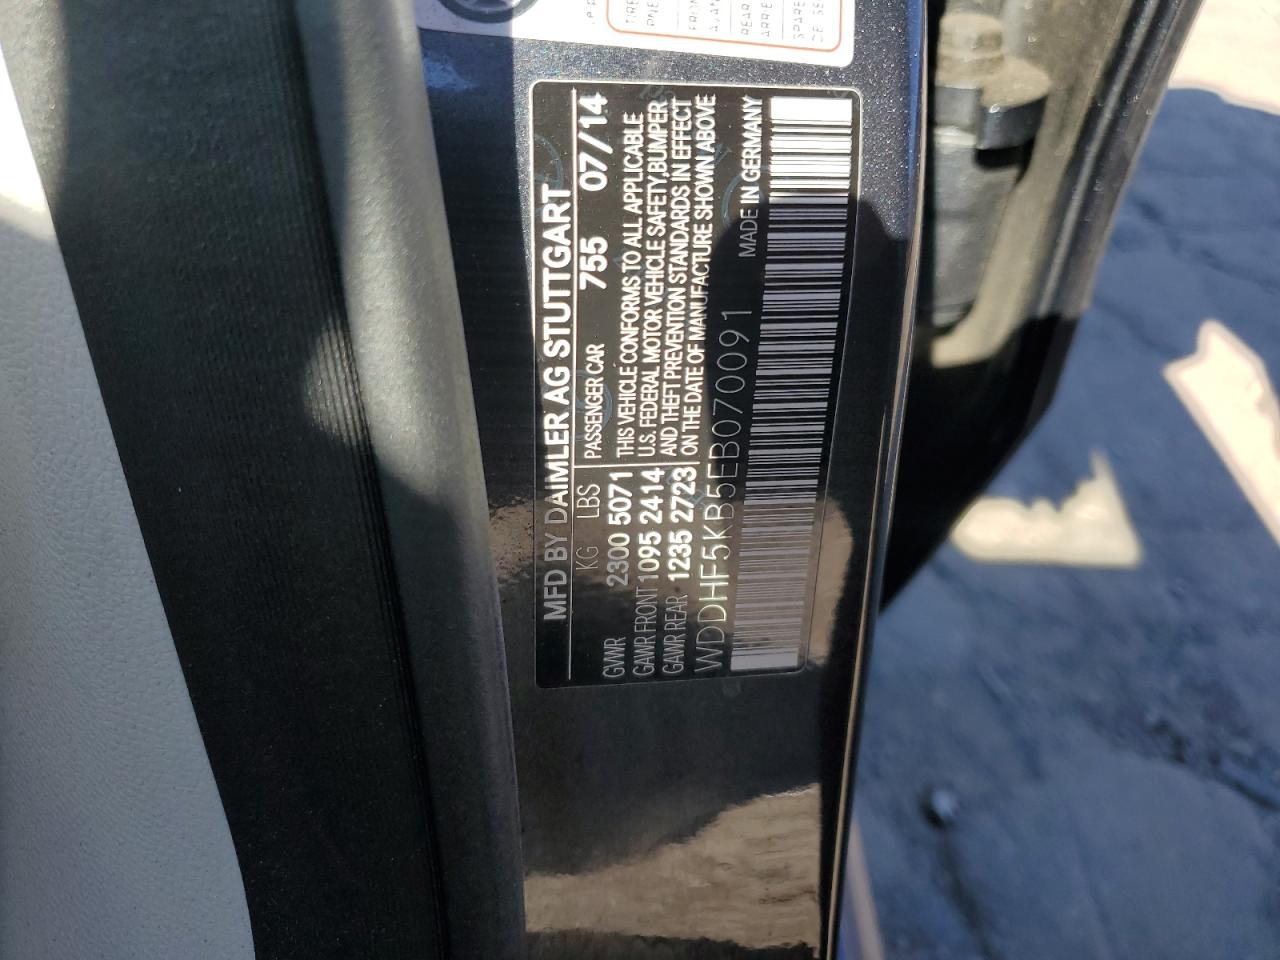 MFD BY DAIMLER AG STUTTGART
KG LBS PASSENGER CAR 755 07/14
GVWR 2300 5071 THIS VEHICLE CONFORMS TO ALL APPLICABLE
GAWR FRONT 1095 2414 U.S. FEDERAL MOTOR VEHICLE SAFETY,BUMPER
GAWR REAR 1235 2723 AND THEFT PREVENTION STANDARDS IN EFFECT
ON THE DATE OF MANUFACTURE SHOWN ABOVE
WDDHF5KB5EB070091 MADE IN GERMANY